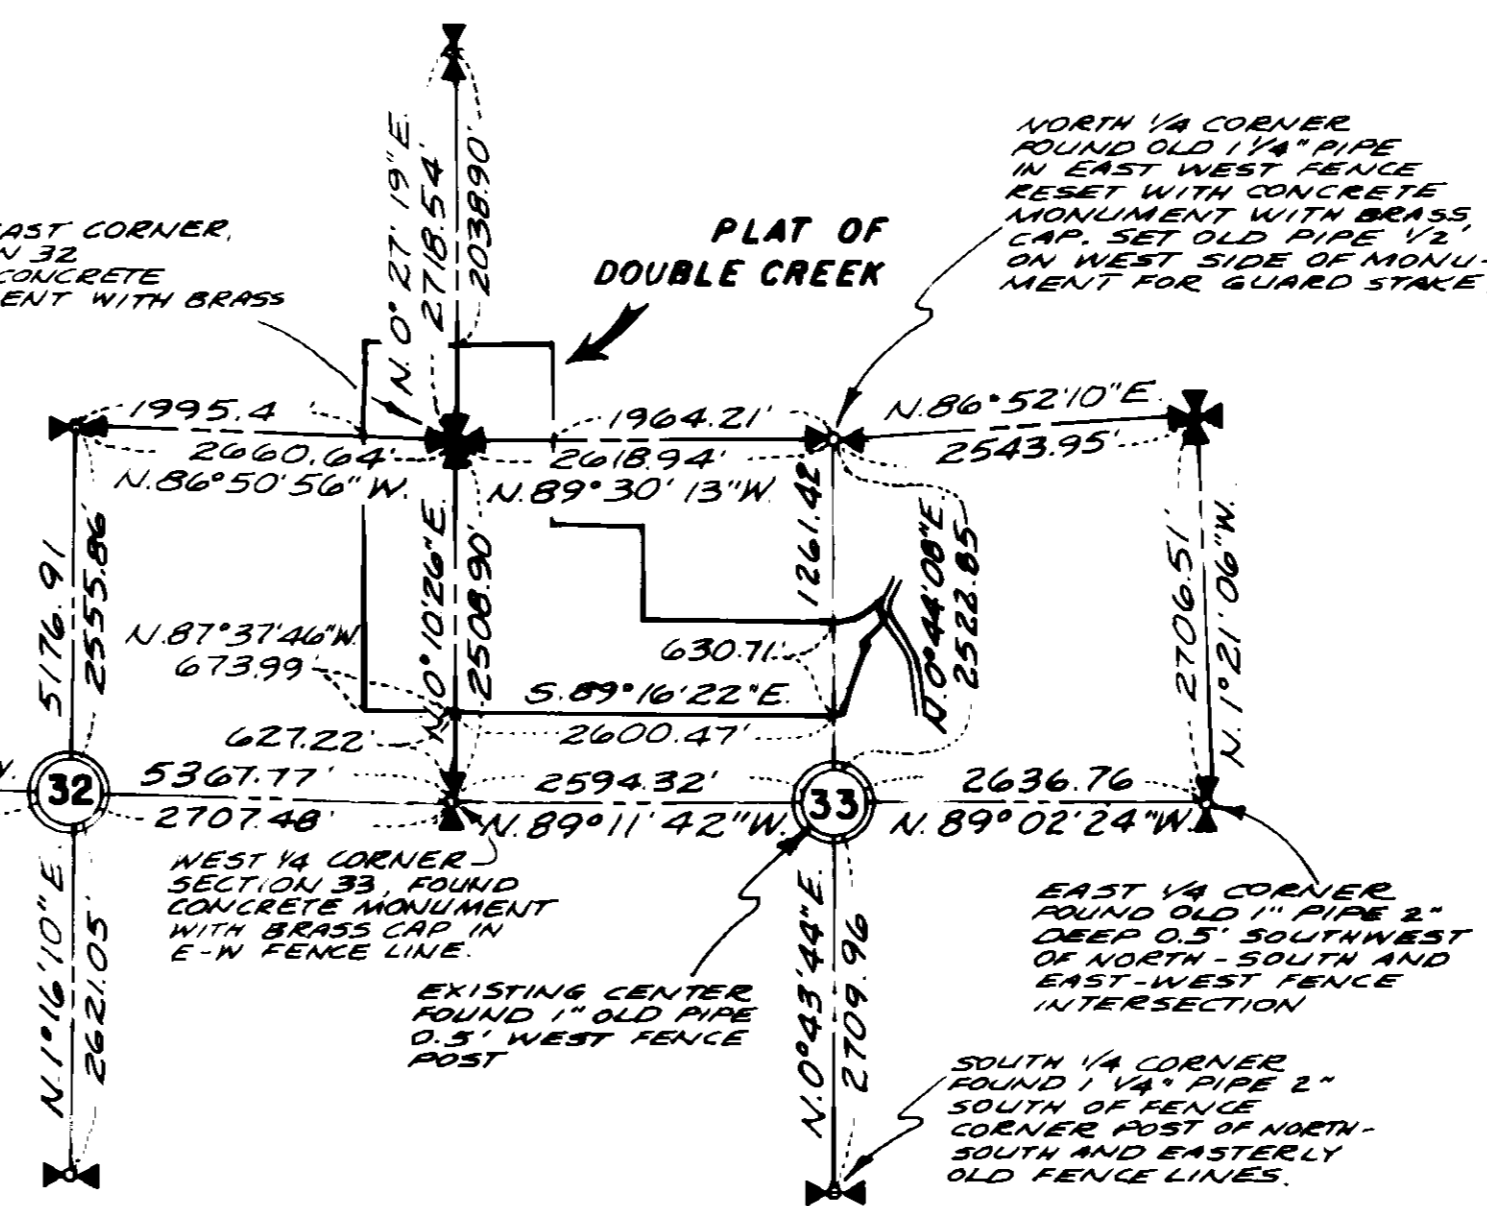 NORTH 1/4 CORNER
FOUND OLD 1 1/4" PIPE
IN EAST WEST FENCE
RESET WITH CONCRETE
MONUMENT WITH BRASS
CAP. SET OLD PIPE 1/2'
ON WEST SIDE OF MONU-
MENT FOR GUARD STAKE
N.0°27'19"E.
2718.54'
2038.90'
PLAT OF
DOUBLE CREEK
EAST CORNER,
32
CONCRETE
ENT WITH BRASS
1995.4
2660.64'
N.86°50'56"W.
1964.21'
2618.94'
N.89°30'13"W.
N.86°52'10"E.
2543.95'
5176.91
2555.86'
N.0°10'26"E.
2508.90'
1261.42
N.0°44'08"E.
2522.85
2706.51'
N.1°21'06"W.
N.87°37'46"W.
673.99'
630.71'
S.89°16'22"E.
2600.47'
627.22'
W.
32
5367.77'
2707.48'
2594.32'
N.89°11'42"W.
33
2636.76
N.89°02'24"W.
WEST 1/4 CORNER
SECTION 33, FOUND
CONCRETE MONUMENT
WITH BRASS CAP IN
E-W FENCE LINE.
N.1°16'10"E.
2621.05'
EXISTING CENTER
FOUND 1" OLD PIPE
0.5' WEST FENCE
POST
N.0°43'44"E.
2709.96
EAST 1/4 CORNER
FOUND OLD 1" PIPE 2"
DEEP 0.5' SOUTHWEST
OF NORTH-SOUTH AND
EAST-WEST FENCE
INTERSECTION
SOUTH 1/4 CORNER
FOUND 1 1/4" PIPE 2"
SOUTH OF FENCE
CORNER POST OF NORTH-
SOUTH AND EASTERLY
OLD FENCE LINES.